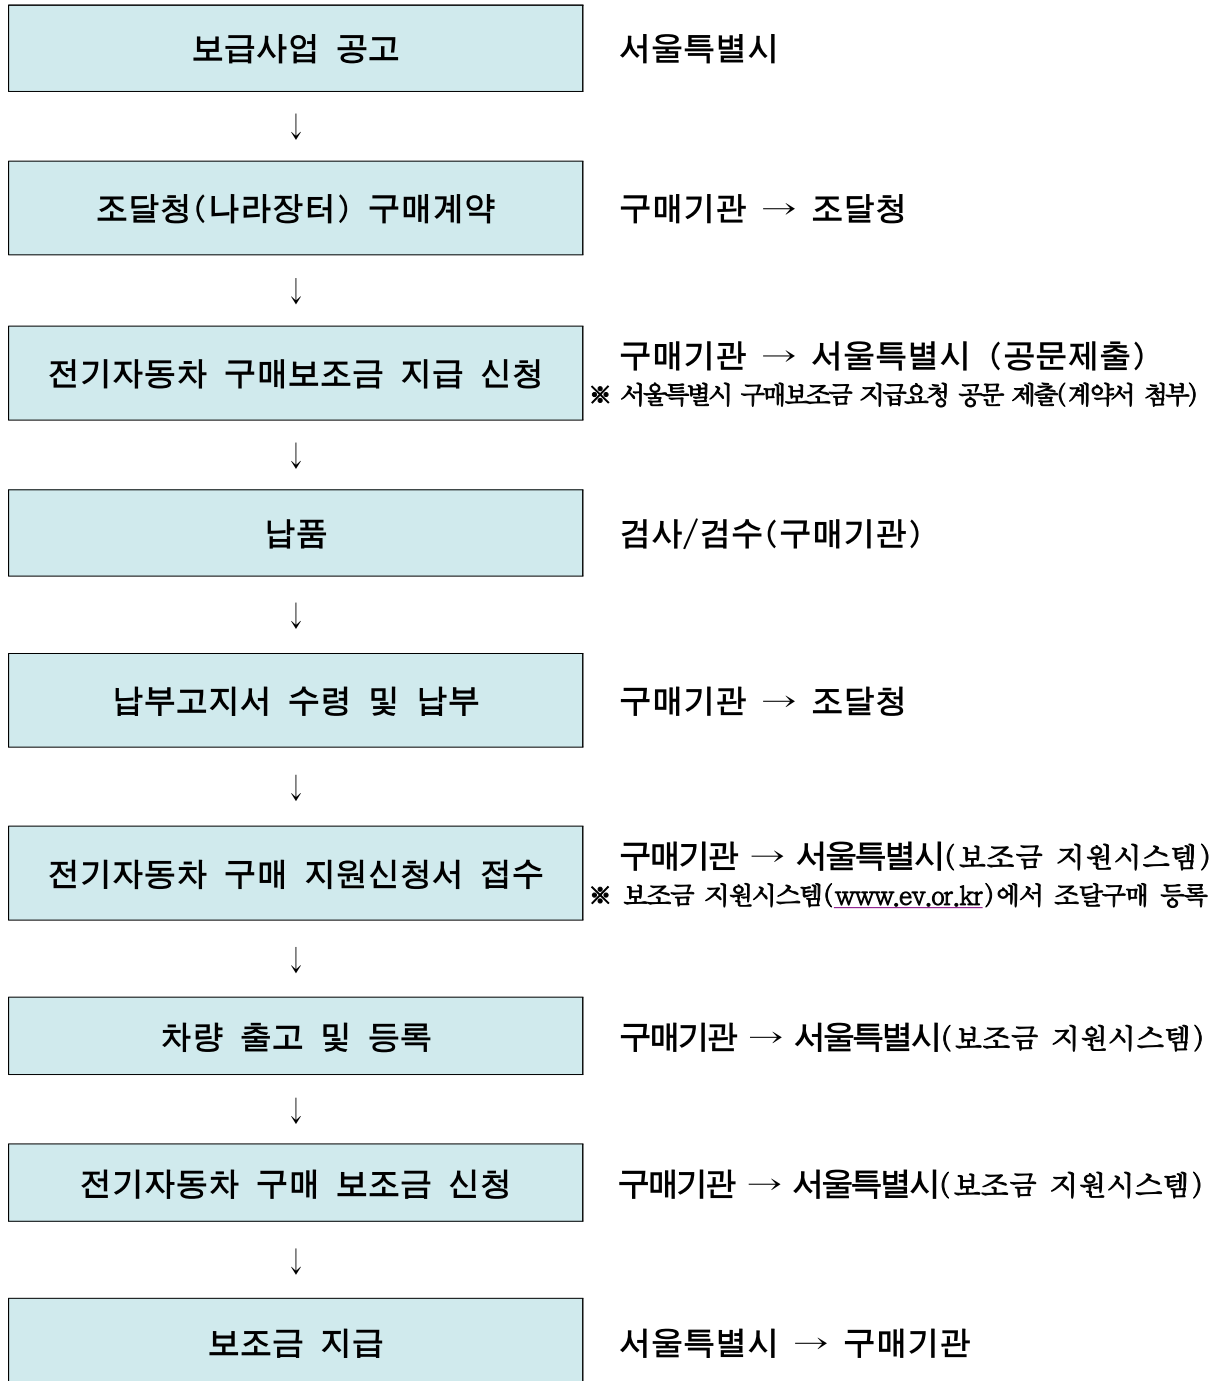 보급사업 공고 서울특별시
↓
조달청(나라장터) 구매계약 구매기관 → 조달청
↓
전기자동차 구매보조금 지급 신청 구매기관 → 서울특별시 (공문제출)
※ 서울특별시 구매보조금 지급요청 공문 제출(계약서 첨부)
↓
납품 검사/검수(구매기관)
↓
납부고지서 수령 및 납부 구매기관 → 조달청
↓
전기자동차 구매 지원신청서 접수 구매기관 → 서울특별시(보조금 지원시스템)
※ 보조금 지원시스템(www.ev.or.kr)에서 조달구매 등록
↓
차량 출고 및 등록 구매기관 → 서울특별시(보조금 지원시스템)
↓
전기자동차 구매 보조금 신청 구매기관 → 서울특별시(보조금 지원시스템)
↓
보조금 지급 서울특별시 → 구매기관